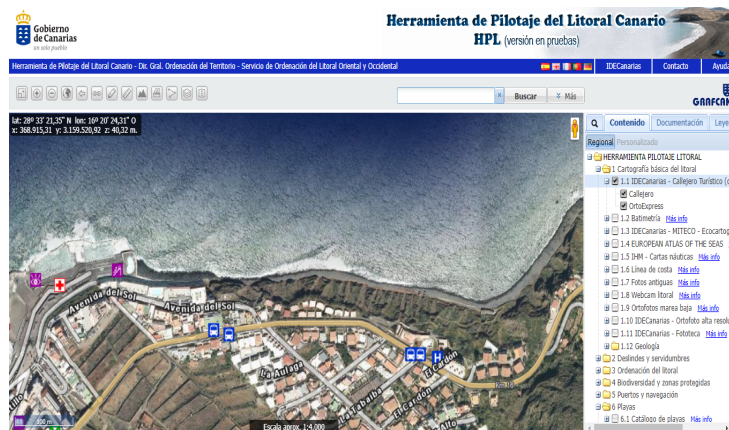 Gobierno
de Canarias
un solo pueblo
Herramienta de Pilotaje del Litoral Canario
HPL (versión en pruebas)
Herramienta de Pilotaje del Litoral Canario - Dir. Gral. Ordenación del Territorio - Servicio de Ordenación del Litoral Oriental y Occidental
IDECanarias Contacto Ayuda
Buscar Más
GRAFCAN
lat: 28º 33' 21,35" N lon: 16º 20' 24,31" O
x: 368.915,31 y: 3.159.520,92 z: 40,32 m.
Contenido Documentación Leye
Regional Personalizado
HERRAMIENTA PILOTAJE LITORAL
1 Cartografía básica del litoral
1.1 IDECanarias - Callejero Turístico (c
Callejero
OrtoExpress
1.2 Batimetría Más info
1.3 IDECanarias - MITECO - Ecocartog
1.4 EUROPEAN ATLAS OF THE SEAS
1.5 IHM - Cartas náuticas Más info
1.6 Línea de costa Más info
1.7 Fotos antiguas Más info
1.8 Webcam litoral Más info
1.9 Ortofotos marea baja Más info
1.10 IDECanarias - Ortofoto alta resolu
1.11 IDECanarias - Fototeca Más info
1.12 Geología
2 Deslindes y servidumbres
3 Ordenación del litoral
4 Biodiversidad y zonas protegidas
5 Puertos y navegación
6 Playas
6.1 Catálogo de playas Más info
Avenida del Sol
Avenida del Sol
La Aulaga
El Cardón
La Tabaiba
El Cardón
Alto
H
100 m
Escala aprox. 1:4.000